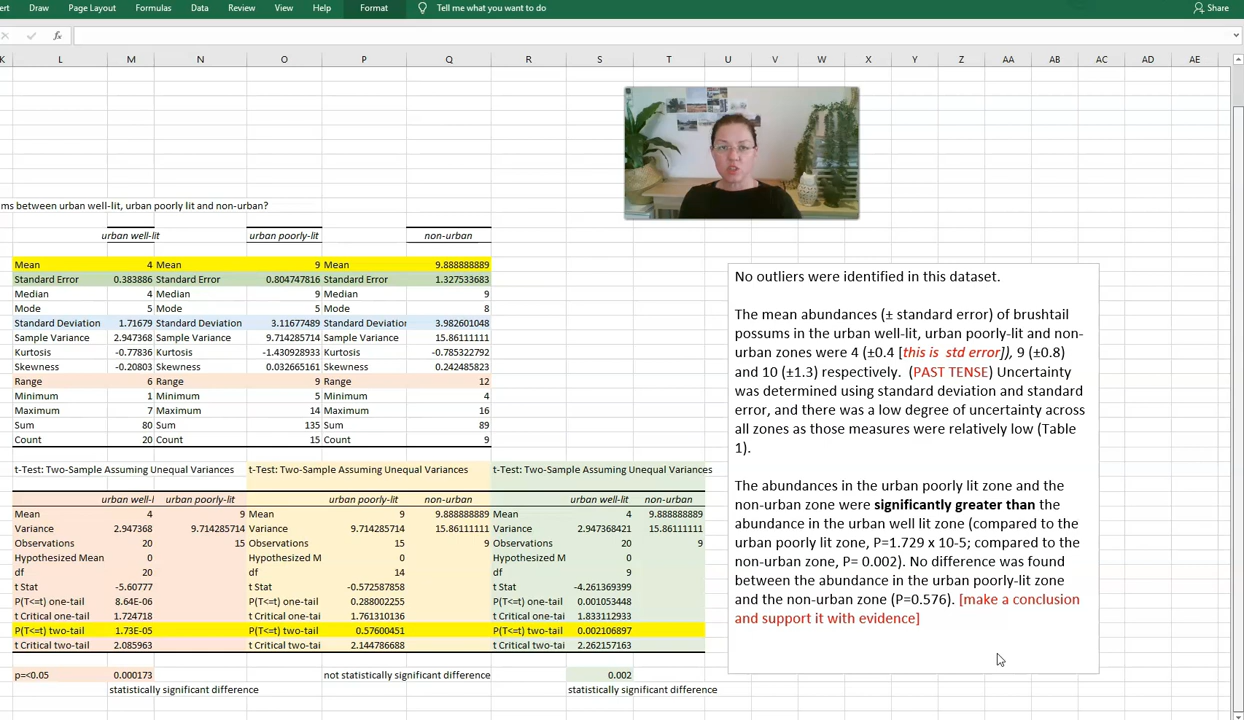 ert Draw Page Layout Formulas Data Review View Help Format Tell me what you want to do Share
fx
K L M N O P Q R S T U V W X Y Z AA AB AC AD AE
ms between urban well-lit, urban poorly lit and non-urban?
urban well-lit urban poorly-lit non-urban
Mean 4 Mean 9 Mean 9.888888889
Standard Error 0.383886 Standard Error 0.804747816 Standard Error 1.327533683
Median 4 Median 9 Median 9
Mode 5 Mode 5 Mode 8
Standard Deviation 1.71679 Standard Deviation 3.11677489 Standard Deviatior 3.982601048
Sample Variance 2.947368 Sample Variance 9.714285714 Sample Variance 15.86111111
Kurtosis -0.77836 Kurtosis -1.430928933 Kurtosis -0.785322792
Skewness -0.20803 Skewness 0.032665161 Skewness 0.242485823
Range 6 Range 9 Range 12
Minimum 1 Minimum 5 Minimum 4
Maximum 7 Maximum 14 Maximum 16
Sum 80 Sum 135 Sum 89
Count 20 Count 15 Count 9
t-Test: Two-Sample Assuming Unequal Variances t-Test: Two-Sample Assuming Unequal Variances t-Test: Two-Sample Assuming Unequal Variances
urban well-l urban poorly-lit urban poorly-lit non-urban urban well-lit non-urban
Mean 4 9 Mean 9 9.888888889 Mean 4 9.888888889
Variance 2.947368 9.714285714 Variance 9.714285714 15.86111111 Variance 2.947368421 15.86111111
Observations 20 15 Observations 15 9 Observations 20 9
Hypothesized Mean 0 Hypothesized M 0 Hypothesized M 0
df 20 df 14 df 9
t Stat -5.60777 t Stat -0.572587858 t Stat -4.261369399
P(T<=t) one-tail 8.64E-06 P(T<=t) one-tail 0.288002255 P(T<=t) one-tail 0.001053448
t Critical one-tail 1.724718 t Critical one-tai 1.761310136 t Critical one-tai 1.833112933
P(T<=t) two-tail 1.73E-05 P(T<=t) two-tail 0.57600451 P(T<=t) two-tail 0.002106897
t Critical two-tail 2.085963 t Critical two-tai 2.144786688 t Critical two-tai 2.262157163
p=<0.05 0.000173 not statistically significant difference 0.002
statistically significant difference statistically significant difference
No outliers were identified in this dataset.
The mean abundances (± standard error) of brushtail
possums in the urban well-lit, urban poorly-lit and non-
urban zones were 4 (±0.4 [this is std error]), 9 (±0.8)
and 10 (±1.3) respectively. (PAST TENSE) Uncertainty
was determined using standard deviation and standard
error, and there was a low degree of uncertainty across
all zones as those measures were relatively low (Table
1).
The abundances in the urban poorly lit zone and the
non-urban zone were significantly greater than the
abundance in the urban well lit zone (compared to the
urban poorly lit zone, P=1.729 x 10-5; compared to the
non-urban zone, P= 0.002). No difference was found
between the abundance in the urban poorly-lit zone
and the non-urban zone (P=0.576). [make a conclusion
and support it with evidence]